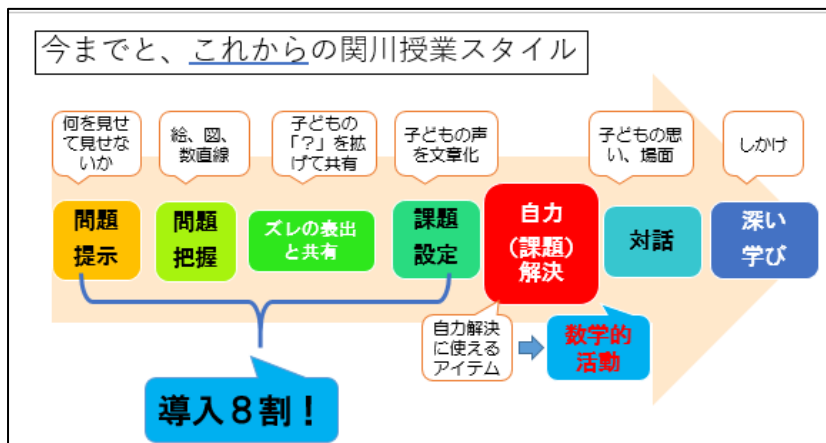 今までと、これからの関川授業スタイル
何を見せ
て見せな
いか
絵、図、
数直線
子どもの
「？」を拡
げて共有
子どもの声
を文章化
子どもの思
い、場面
しかけ
問題
提示
問題
把握
ズレの表出
と共有
課題
設定
自力
（課題）
解決
対話
深い
学び
自力解決
に使える
アイテム
数学的
活動
導入８割！